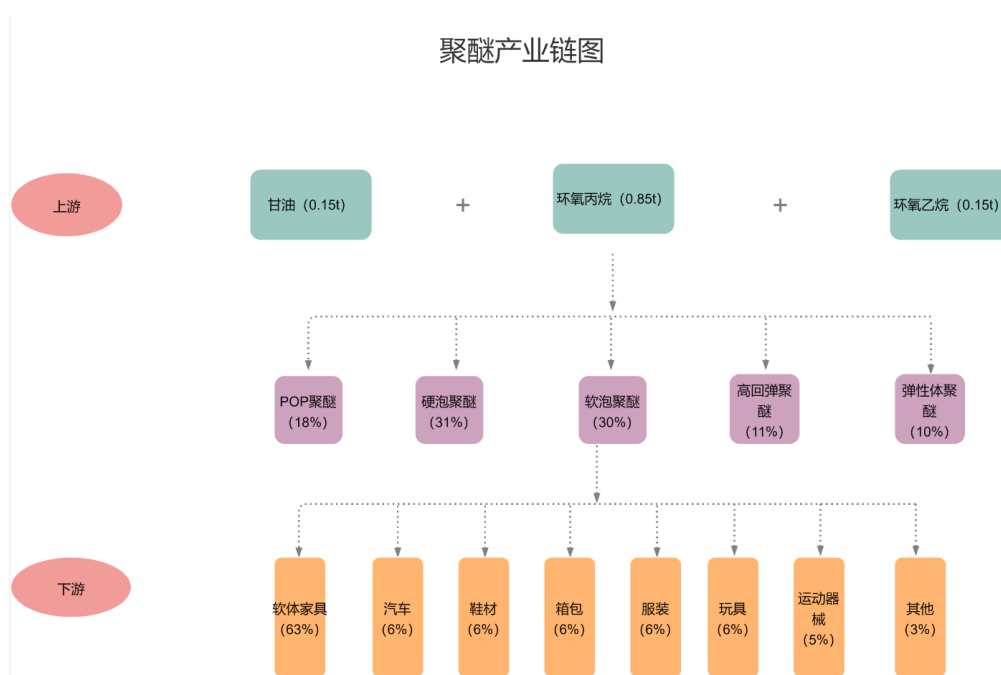 聚醚产业链图
上游
甘油（0.15t）
+
环氧丙烷（0.85t）
+
环氧乙烷（0.15t）
POP聚醚
（18%）
硬泡聚醚
（31%）
软泡聚醚
（30%）
高回弹聚
醚
（11%）
弹性体聚
醚
（10%）
下游
软体家具
（63%）
汽车
（6%）
鞋材
（6%）
箱包
（6%）
服装
（6%）
玩具
（6%）
运动器
械
（5%）
其他
（3%）